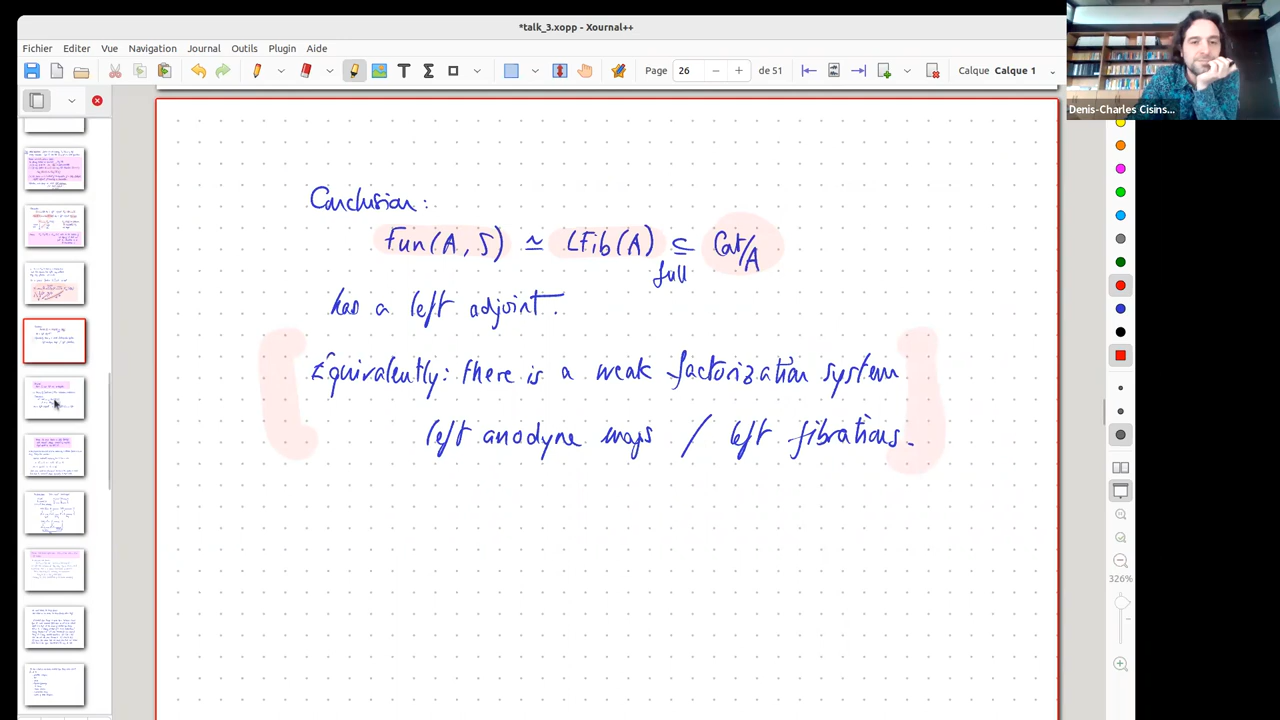 *talk_3.xopp - Xournal++
Fichier Editer Vue Navigation Journal Outils Plugin Aide
Page 26 de 51 Calque Calque 1
Denis-Charles Cisins...
Conclusion:
Fun(A, S) ≃ LFib(A) ⊆ Cat/A
full
has a left adjoint.
Equivalently: there is a weak factorization system
left anodyne maps / left fibrations.
326%